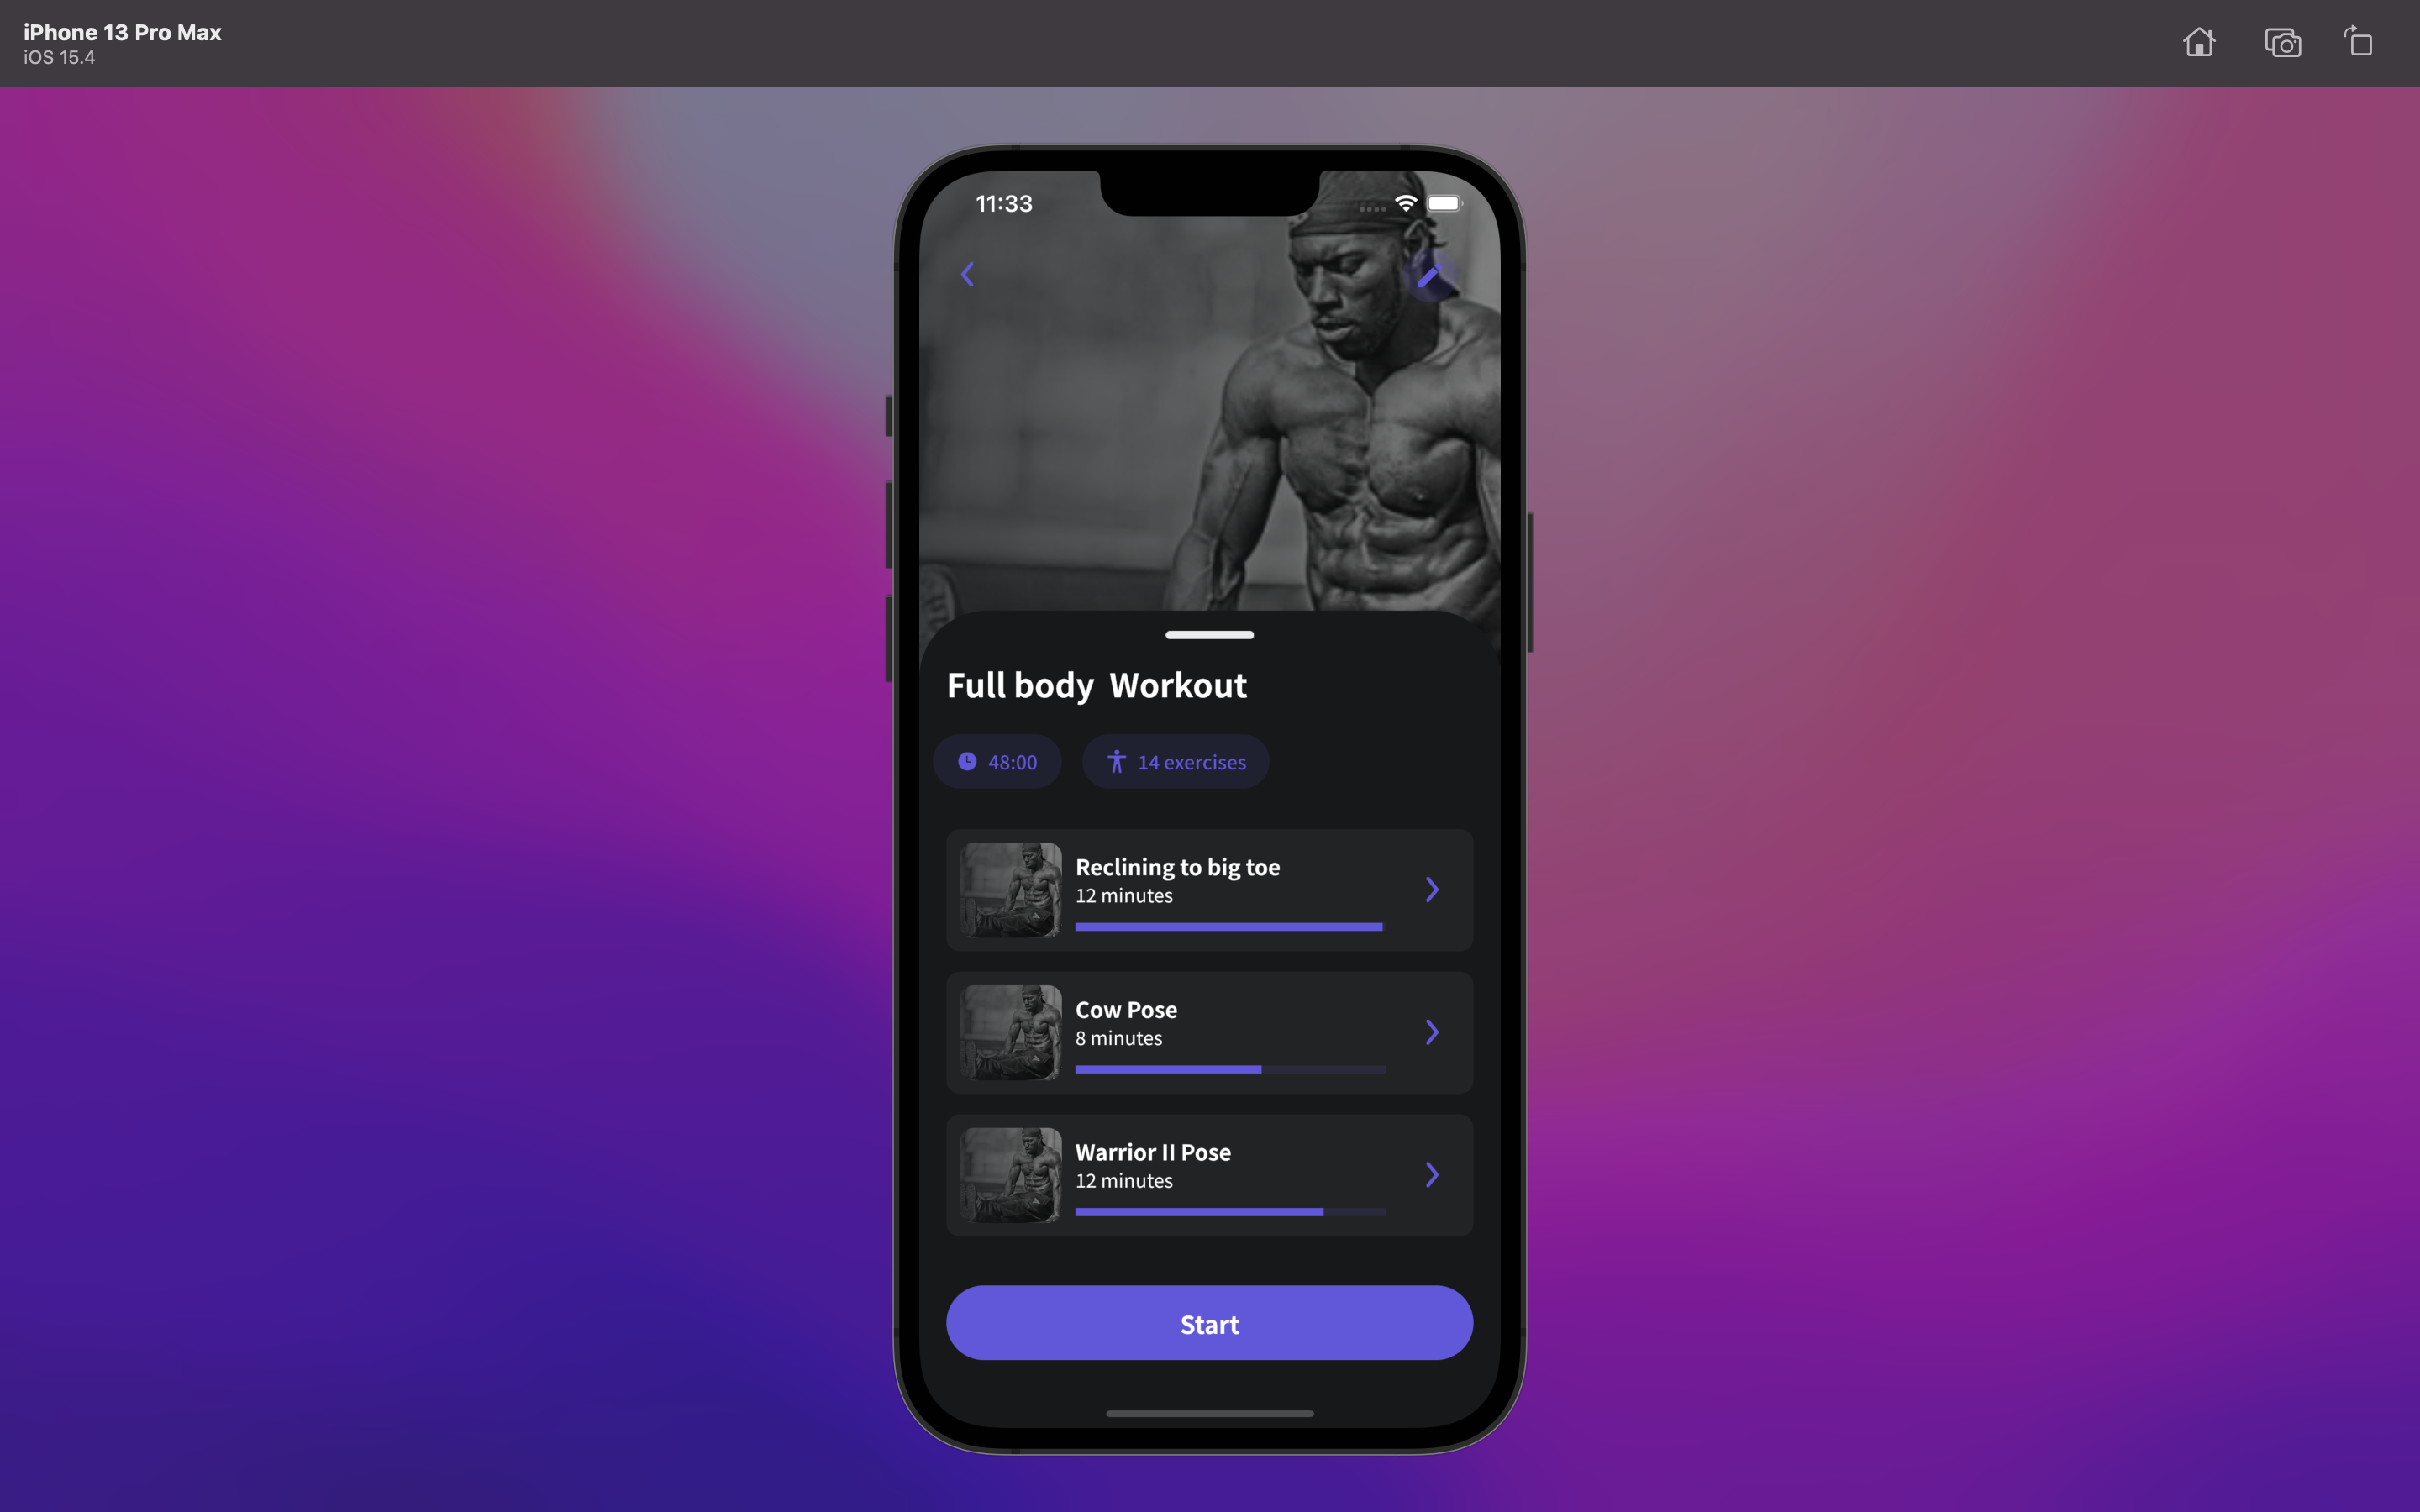 iPhone 13 Pro Max
iOS 15.4
11:33
Full body  Workout
48:00
14 exercises
Reclining to big toe
12 minutes
Cow Pose
8 minutes
Warrior II Pose
12 minutes
Start